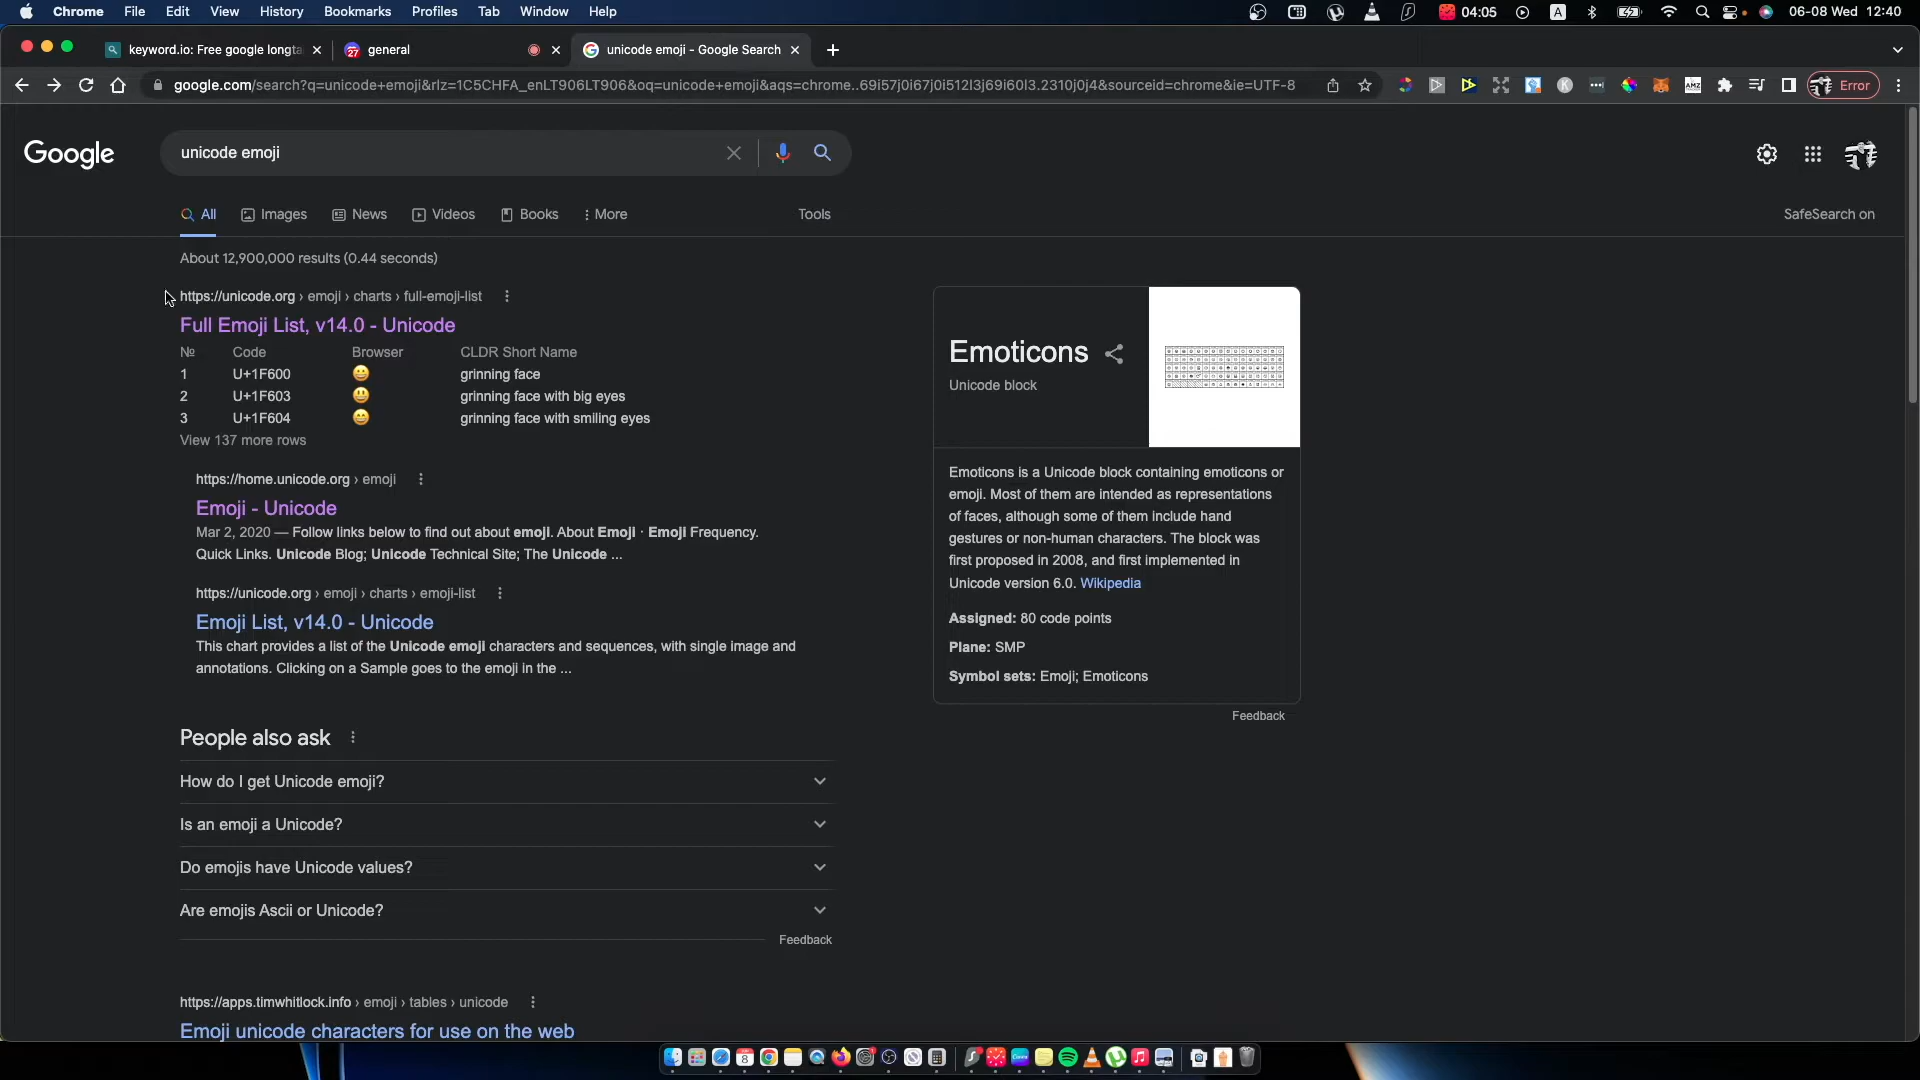 Chrome File Edit View History Bookmarks Profiles Tab Window Help 04:05 A 06-08 Wed 12:40
keyword.io: Free google longta 27 general unicode emoji - Google Search
google.com/search?q=unicode+emoji&rlz=1C5CHFA_enLT906LT906&oq=unicode+emoji&aqs=chrome..69i57j0i67j0i512l3j69i60l3.2310j0j4&sourceid=chrome&ie=UTF-8 K AMZ Error
Google unicode emoji
All Images News Videos Books More Tools SafeSearch on
About 12,900,000 results (0.44 seconds)
https://unicode.org › emoji › charts › full-emoji-list
Full Emoji List, v14.0 - Unicode
№ Code Browser CLDR Short Name
1 U+1F600 😀 grinning face
2 U+1F603 😃 grinning face with big eyes
3 U+1F604 😄 grinning face with smiling eyes
View 137 more rows
https://home.unicode.org › emoji
Emoji - Unicode
Mar 2, 2020 — Follow links below to find out about emoji. About Emoji · Emoji Frequency.
Quick Links. Unicode Blog; Unicode Technical Site; The Unicode ...
https://unicode.org › emoji › charts › emoji-list
Emoji List, v14.0 - Unicode
This chart provides a list of the Unicode emoji characters and sequences, with single image and
annotations. Clicking on a Sample goes to the emoji in the ...
People also ask
How do I get Unicode emoji?
Is an emoji a Unicode?
Do emojis have Unicode values?
Are emojis Ascii or Unicode?
Feedback
https://apps.timwhitlock.info › emoji › tables › unicode
Emoji unicode characters for use on the web
Emoticons
Unicode block
Emoticons is a Unicode block containing emoticons or
emoji. Most of them are intended as representations
of faces, although some of them include hand
gestures or non-human characters. The block was
first proposed in 2008, and first implemented in
Unicode version 6.0. Wikipedia
Assigned: 80 code points
Plane: SMP
Symbol sets: Emoji; Emoticons
Feedback